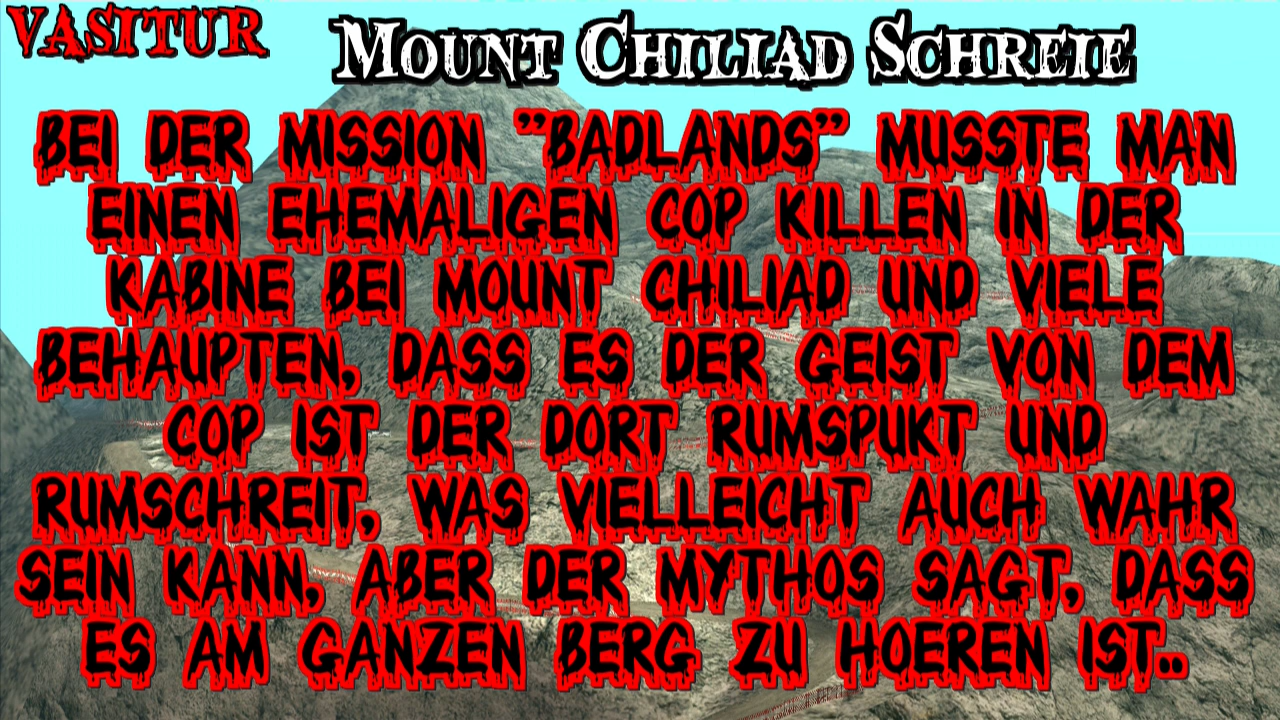 VASITUR
MOUNT CHILIAD SCHREIE
BEI DER MISSION "BADLANDS" MUSSTE MAN
EINEN EHEMALIGEN COP KILLEN IN DER
KABINE BEI MOUNT CHILIAD UND VIELE
BEHAUPTEN, DASS ES DER GEIST VON DEM
COP IST DER DORT RUMSPUKT UND
RUMSCHREIT, WAS VIELLEICHT AUCH WAHR
SEIN KANN, ABER DER MYTHOS SAGT, DASS
ES AM GANZEN BERG ZU HOEREN IST..